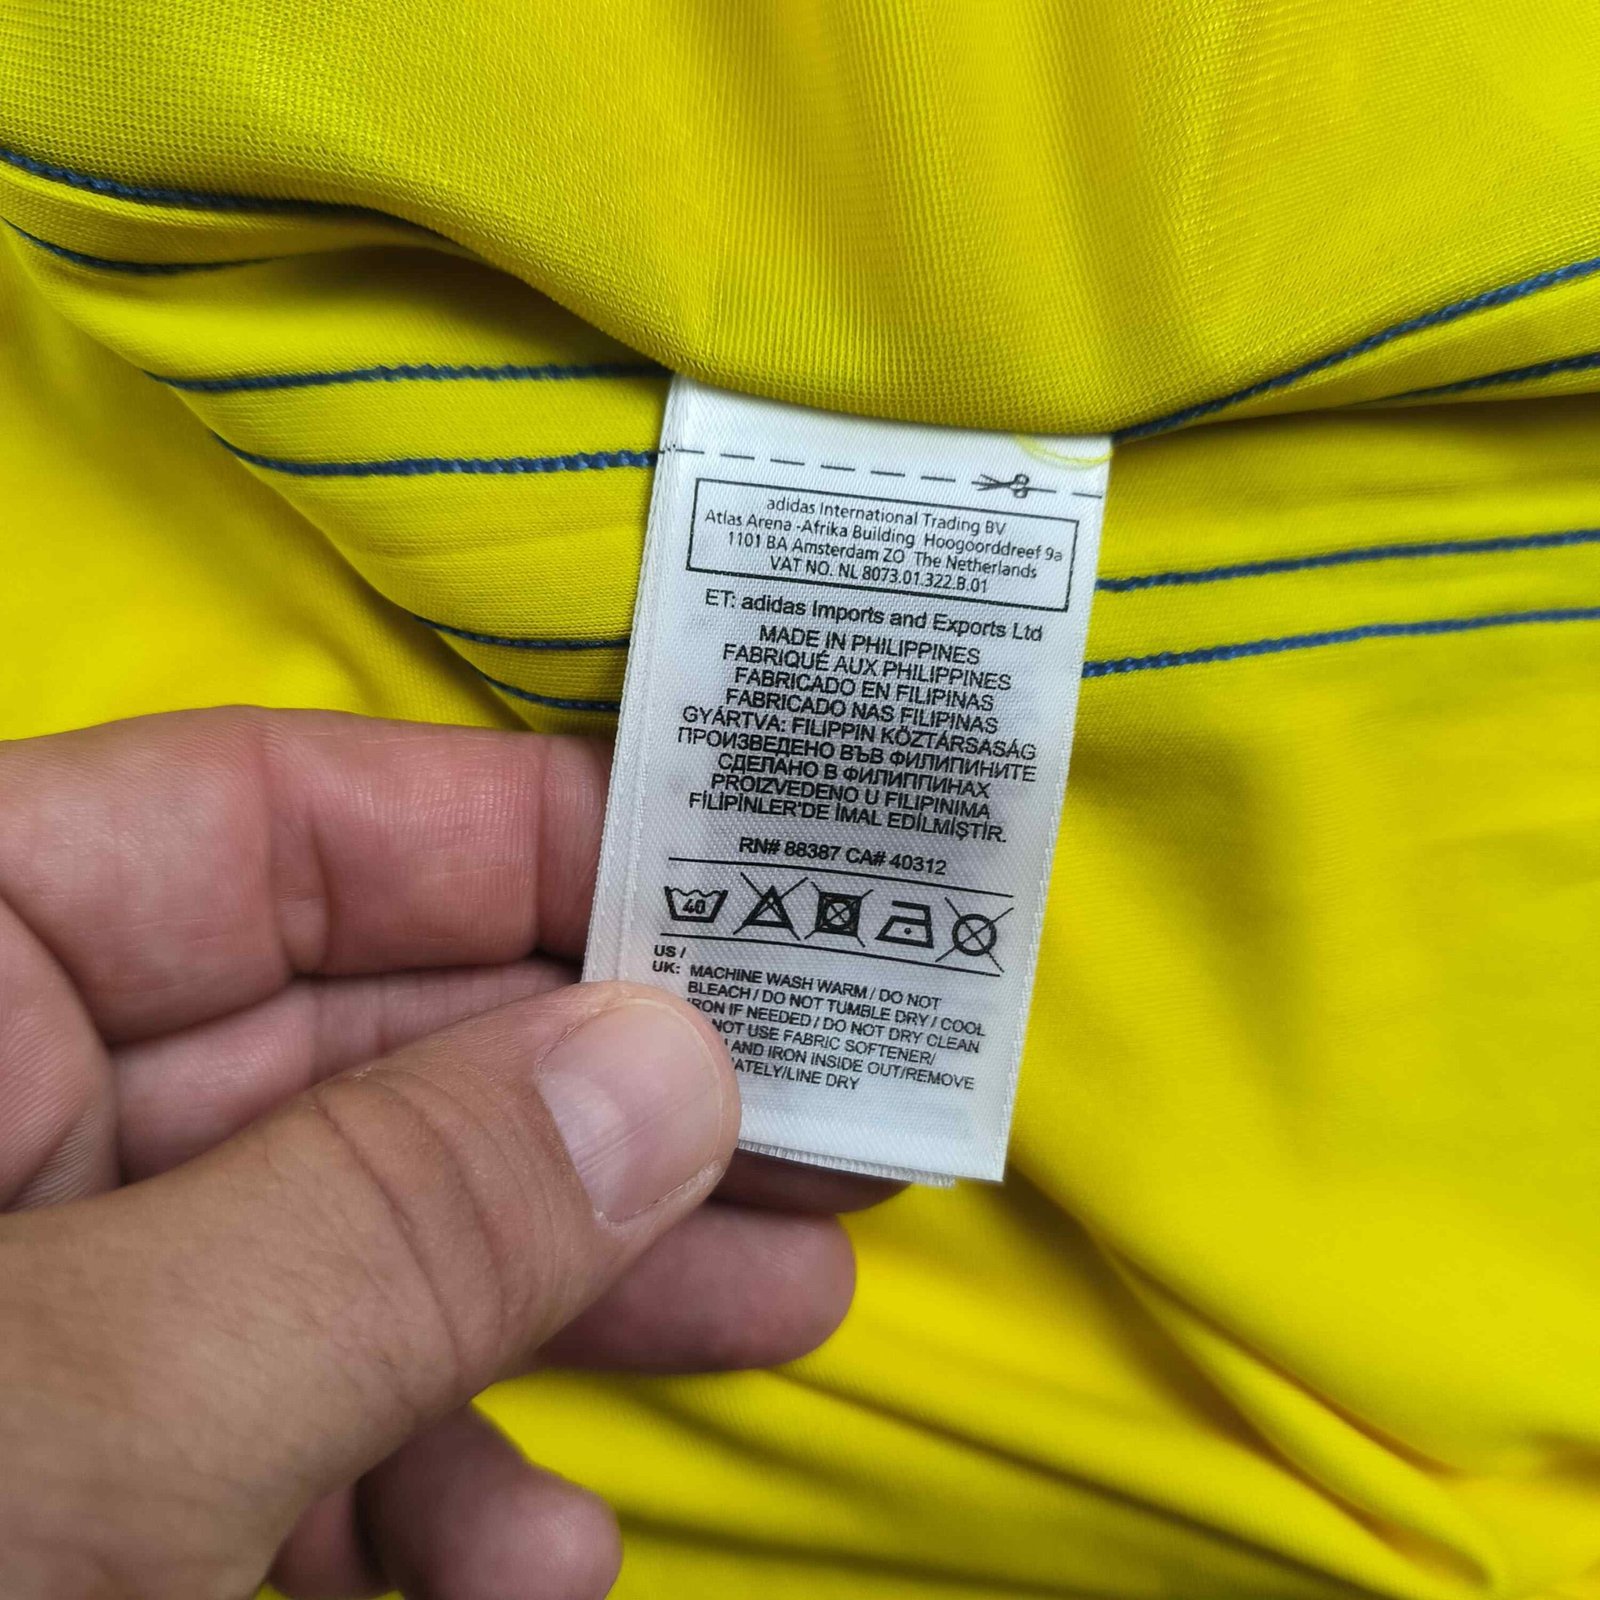 adidas International Trading BV
Atlas Arena -Afrika Building Hoogoorddreef 9a
1101 BA Amsterdam ZO The Netherlands
VAT NO. NL 8073.01.322.B.01
ET: adidas Imports and Exports Ltd
MADE IN PHILIPPINES
FABRIQUÉ AUX PHILIPPINES
FABRICADO EN FILIPINAS
FABRICADO NAS FILIPINAS
GYÁRTVA: FILIPPIN KÖZTÁRSASÁG
ПРОИЗВЕДЕНО ВЪВ ФИЛИПИНИТЕ
СДЕЛАНО В ФИЛИППИНАХ
PROIZVEDENO U FILIPINIMA
FİLİPİNLER'DE İMAL EDİLMİŞTİR.
RN# 88387 CA# 40312
40
US /
UK: MACHINE WASH WARM / DO NOT
BLEACH / DO NOT TUMBLE DRY / COOL
IRON IF NEEDED / DO NOT DRY CLEAN
NOT USE FABRIC SOFTENER/
AND IRON INSIDE OUT/REMOVE
/LINE DRY